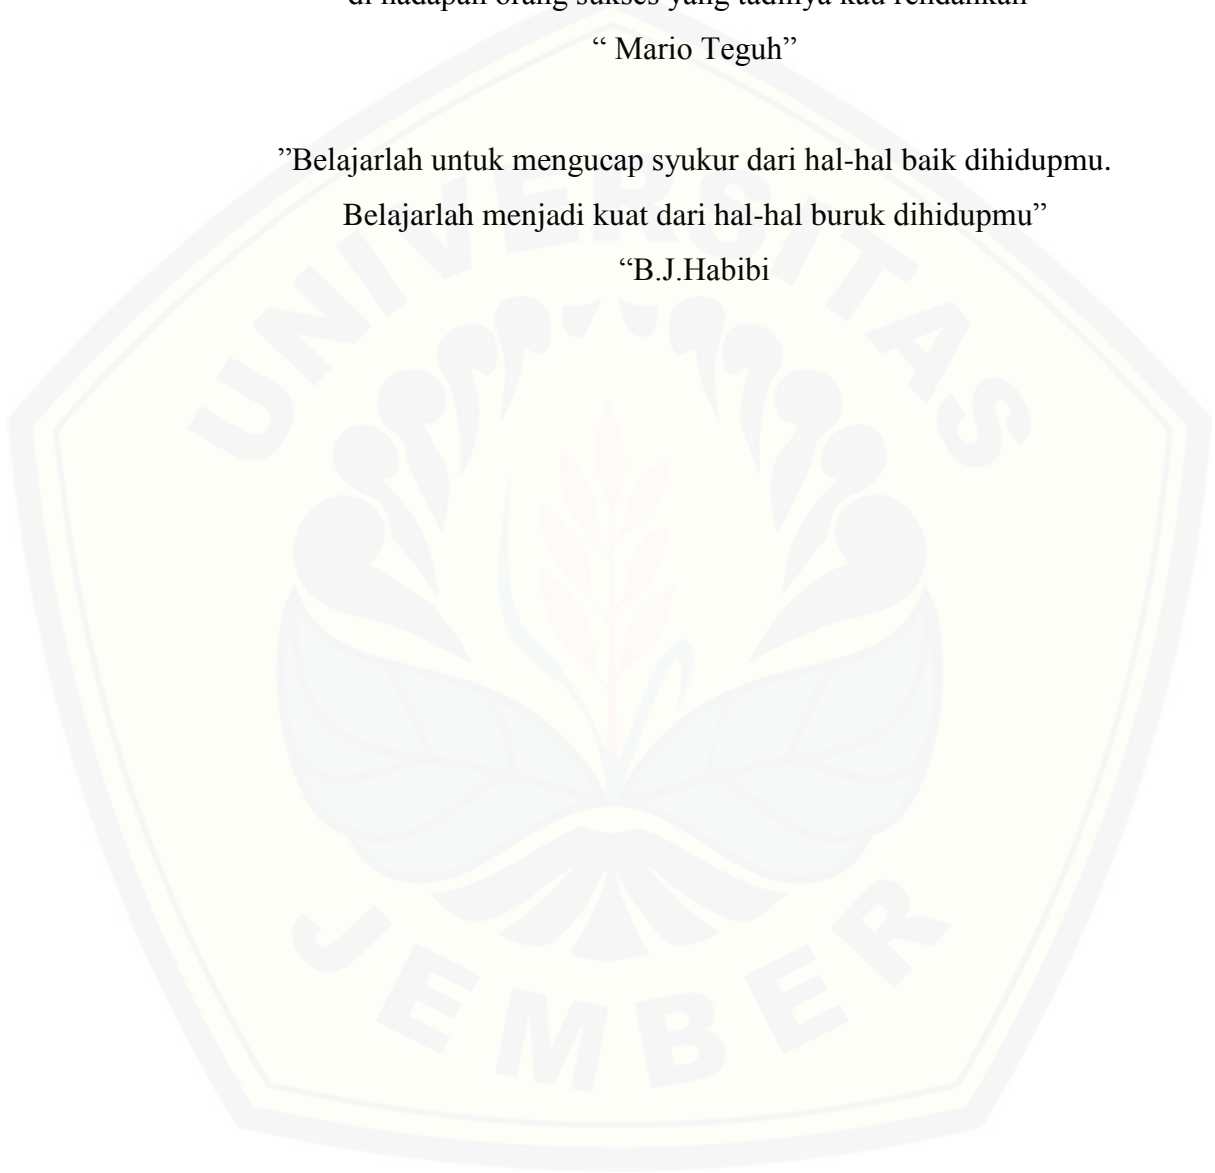 di hadapan orang sukses yang tadinya kau rendahkan
“ Mario Teguh”
”Belajarlah untuk mengucap syukur dari hal-hal baik dihidupmu.
Belajarlah menjadi kuat dari hal-hal buruk dihidupmu”
“B.J.Habibi
UNIVERSITAS
JEMBER